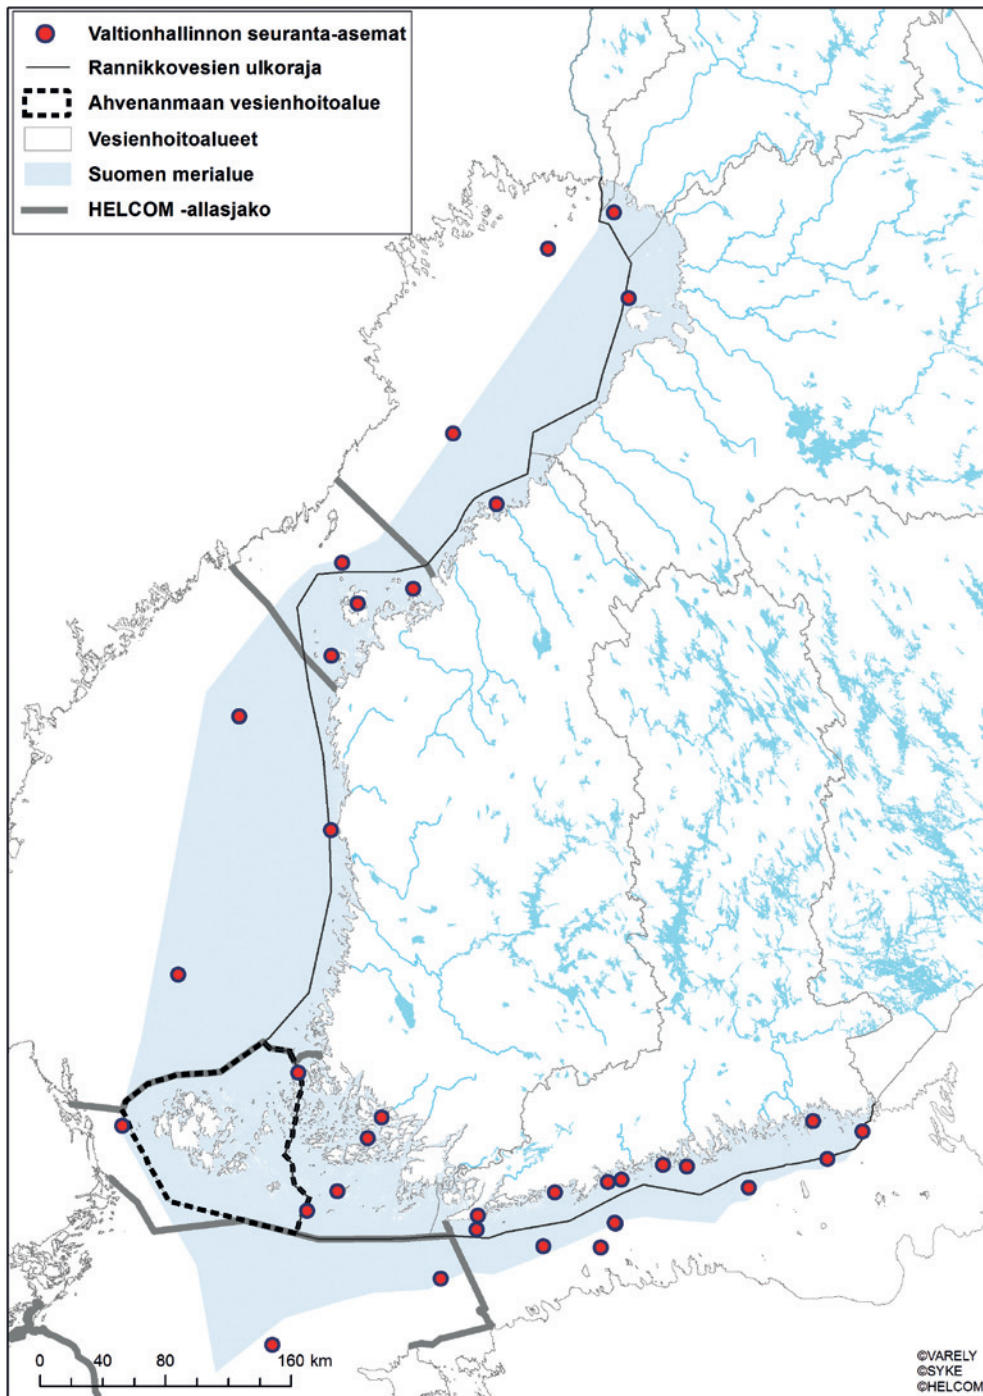 Valtionhallinnon seuranta-asemat
Rannikkovesien ulkoraja
Ahvenanmaan vesienhoitoalue
Vesienhoitoalueet
Suomen merialue
HELCOM -allasjako
0 40 80 160 km
©VARELY
©SYKE
©HELCOM